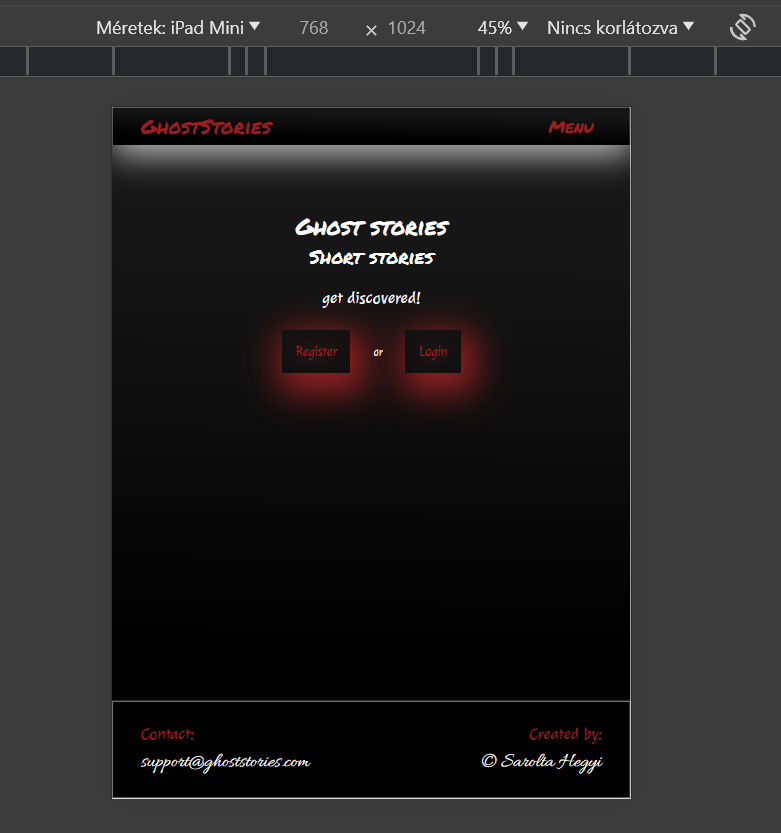 Méretek: iPad Mini 768 × 1024 45% Nincs korlátozva
GhostStories Menu
Ghost stories
Short stories
get discovered!
Register or Login
Contact: Created by:
support@ghoststories.com © Sarolta Hegyi